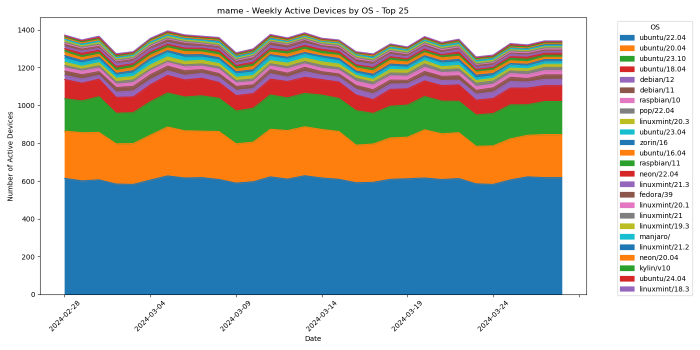 mame - Weekly Active Devices by OS - Top 25
Number of Active Devices
1400
1200
1000
800
600
400
200
0
2024-02-28
2024-03-04
2024-03-09
2024-03-14
2024-03-19
2024-03-24
Date
OS
ubuntu/22.04
ubuntu/20.04
ubuntu/23.10
ubuntu/18.04
debian/12
debian/11
raspbian/10
pop/22.04
linuxmint/20.3
ubuntu/23.04
zorin/16
ubuntu/16.04
raspbian/11
neon/22.04
linuxmint/21.3
fedora/39
linuxmint/20.1
linuxmint/21
linuxmint/19.3
manjaro/
linuxmint/21.2
neon/20.04
kylin/v10
ubuntu/24.04
linuxmint/18.3